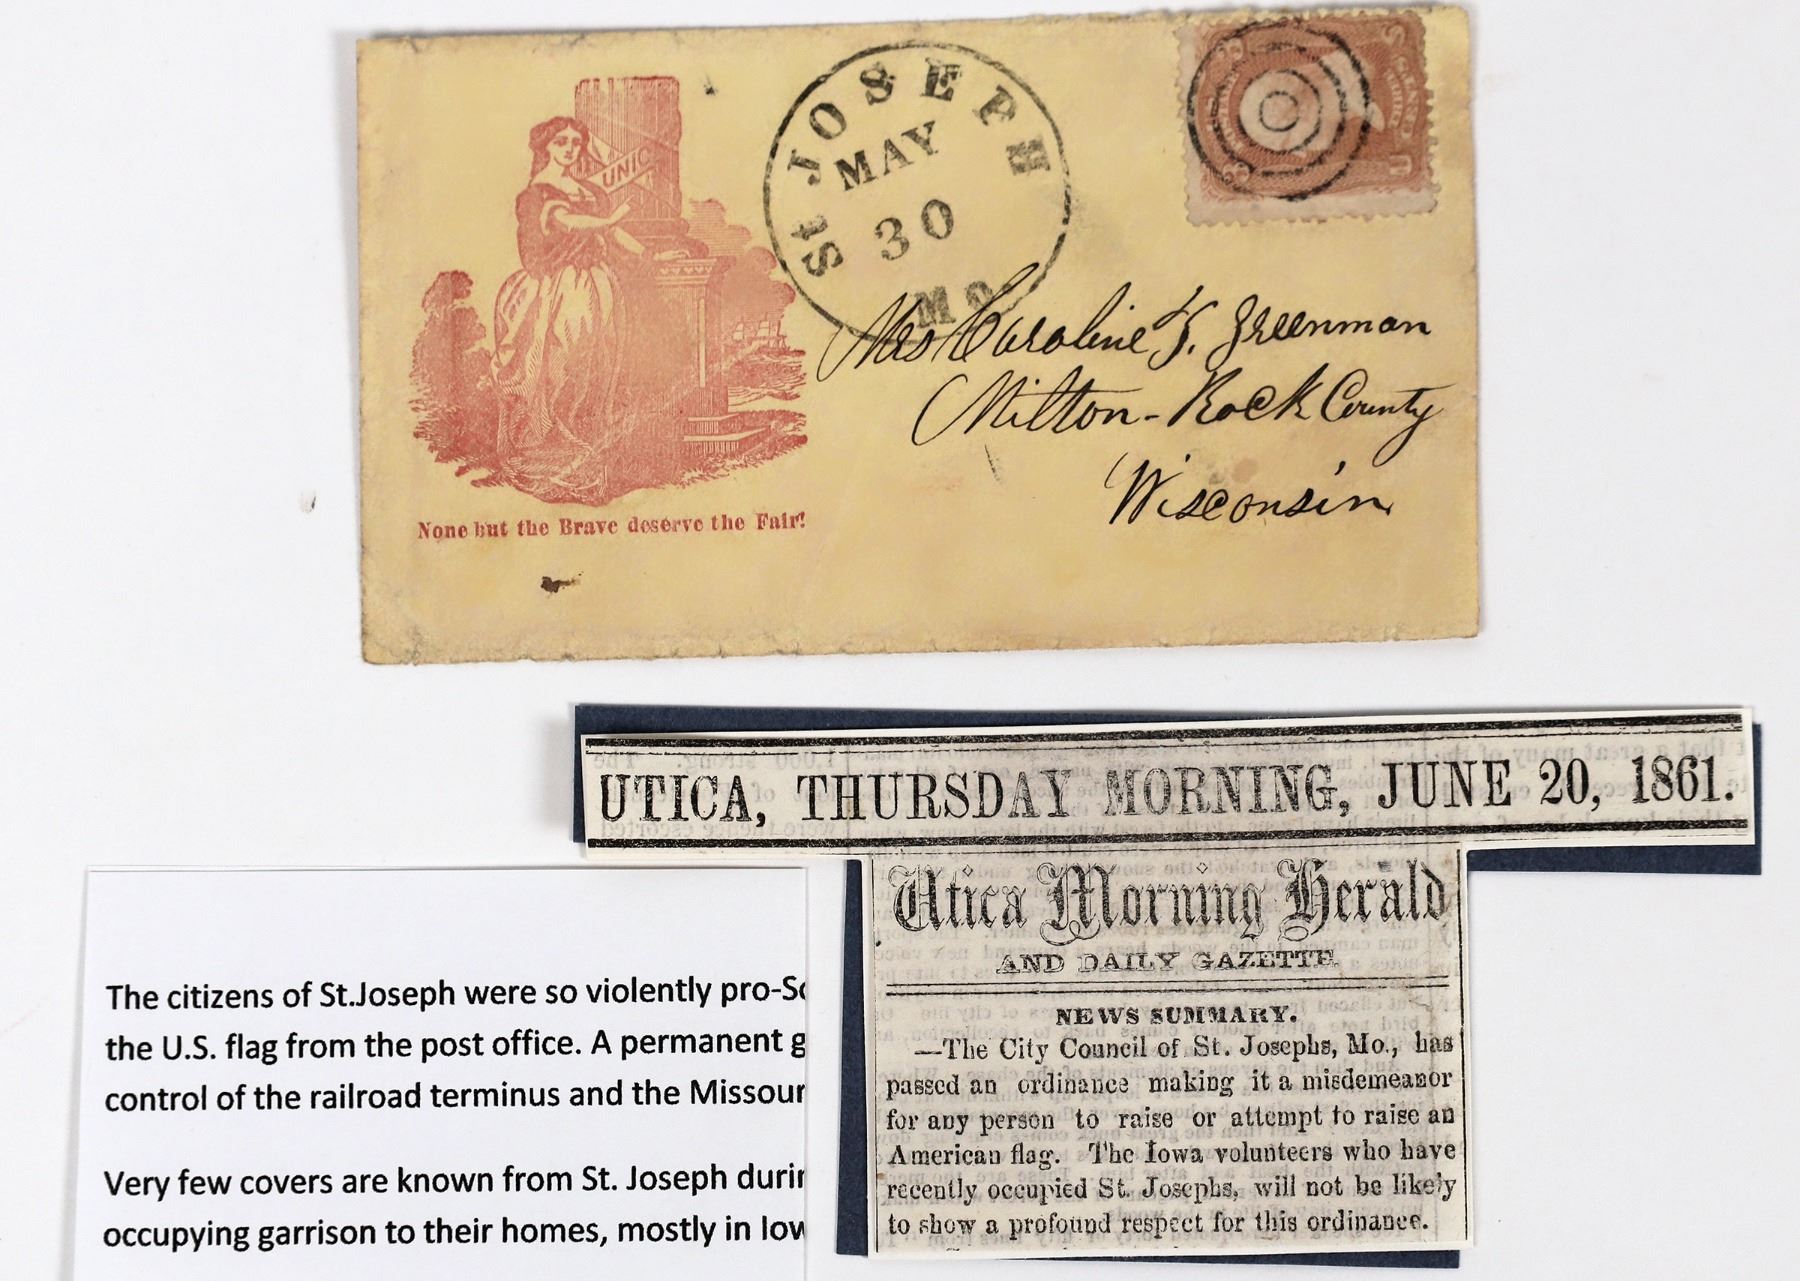 UNIO
None but the Brave deserve the Fair!
St JOSEPH
MAY
30
Mo
Mrs Caroline S. Greenman
Milton - Rock County
Wisconsin
UTICA, THURSDAY MORNING, JUNE 20, 1861.
Utica Morning Herald
AND DAILY GAZETTE.
NEWS SUMMARY.
—The City Council of St. Josephs, Mo., has
passed an ordinance making it a misdemeanor
for any person to raise or attempt to raise an
American flag. The Iowa volunteers who have
recently occupied St. Josephs, will not be likely
to show a profound respect for this ordinance.
The citizens of St.Joseph were so violently pro-So
the U.S. flag from the post office. A permanent g
control of the railroad terminus and the Missour
Very few covers are known from St. Joseph durin
occupying garrison to their homes, mostly in Iow